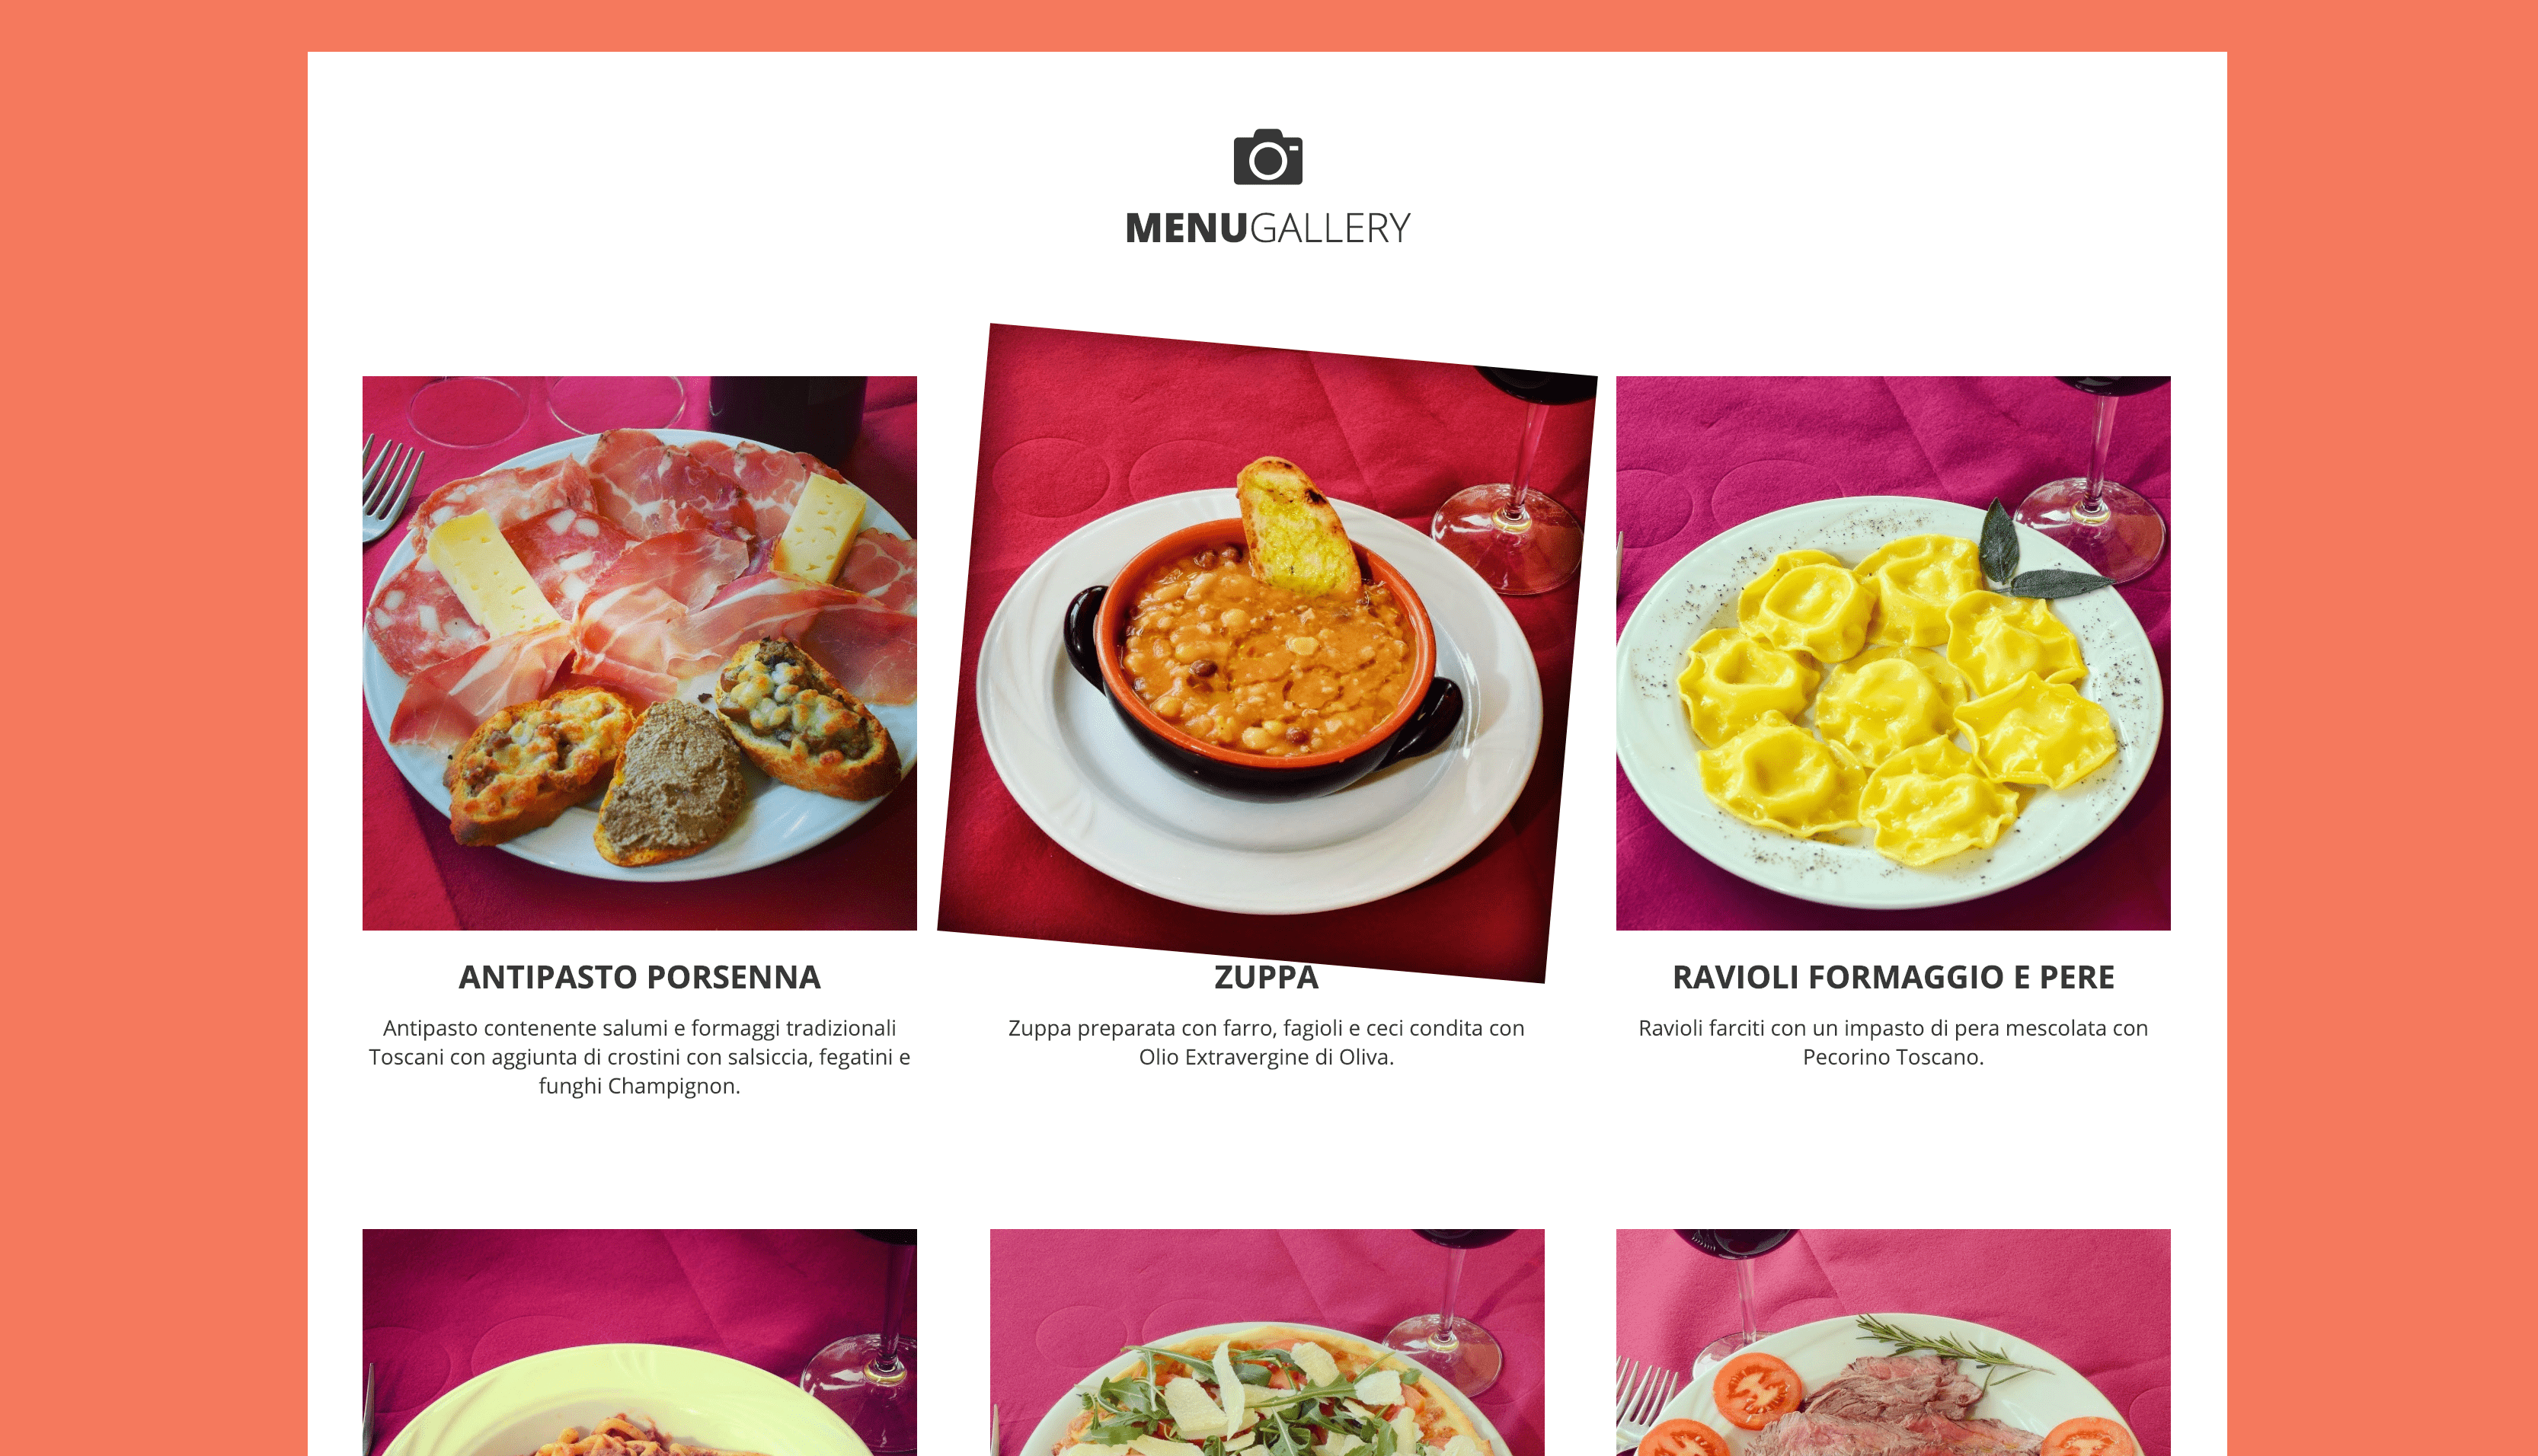 MENUGALLERY
ANTIPASTO PORSENNA
Antipasto contenente salumi e formaggi tradizionali
Toscani con aggiunta di crostini con salsiccia, fegatini e
funghi Champignon.
ZUPPA
Zuppa preparata con farro, fagioli e ceci condita con
Olio Extravergine di Oliva.
RAVIOLI FORMAGGIO E PERE
Ravioli farciti con un impasto di pera mescolata con
Pecorino Toscano.